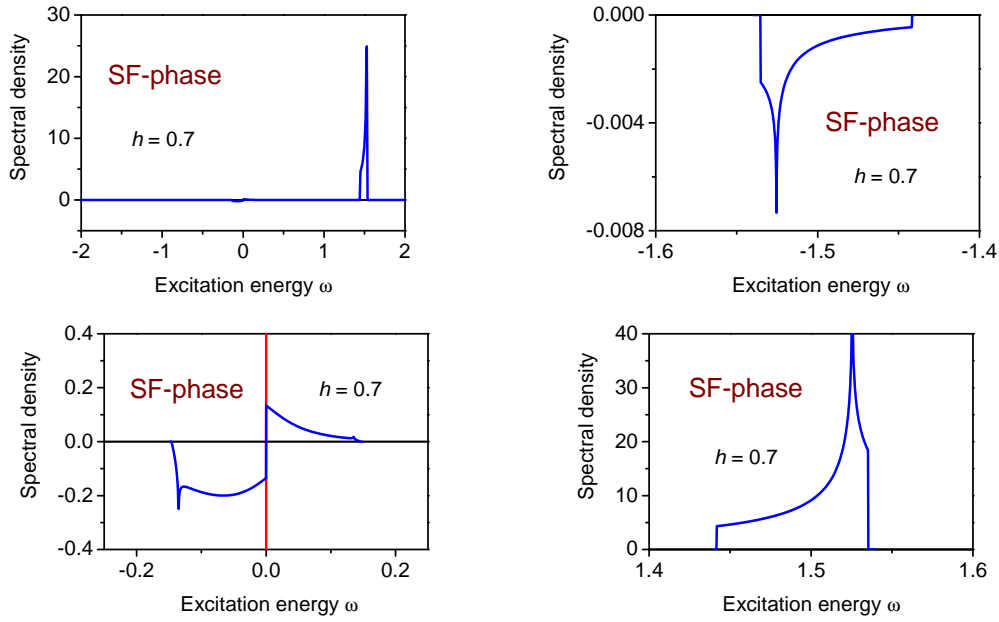 30
20
10
0
-2
-1
0
1
2
Spectral density
Excitation energy ω
SF-phase
h = 0.7
0.000
-0.004
-0.008
-1.6
-1.5
-1.4
Spectral density
Excitation energy ω
SF-phase
h = 0.7
0.4
0.2
0.0
-0.2
-0.4
-0.2
0.0
0.2
Spectral density
Excitation energy ω
SF-phase
h = 0.7
40
30
20
10
0
1.4
1.5
1.6
Spectral density
Excitation energy ω
SF-phase
h = 0.7